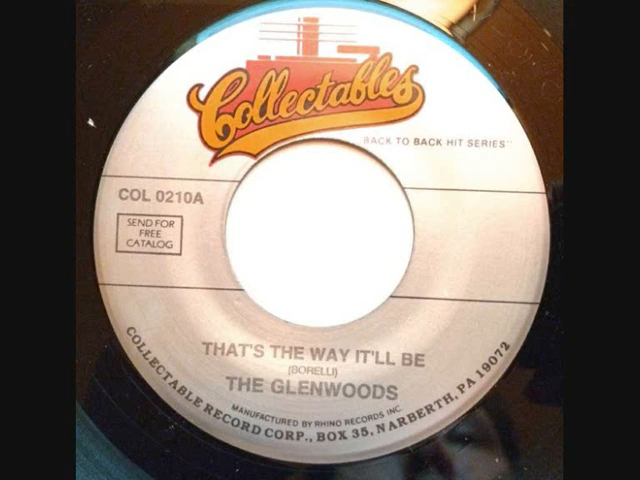 Collectables
"BACK TO BACK HIT SERIES"
COL 0210A
SEND FOR
FREE
CATALOG
THAT'S THE WAY IT'LL BE
(BORELLI)
THE GLENWOODS
MANUFACTURED BY RHINO RECORDS INC.
COLLECTABLE RECORD CORP., BOX 35, NARBERTH, PA 19072